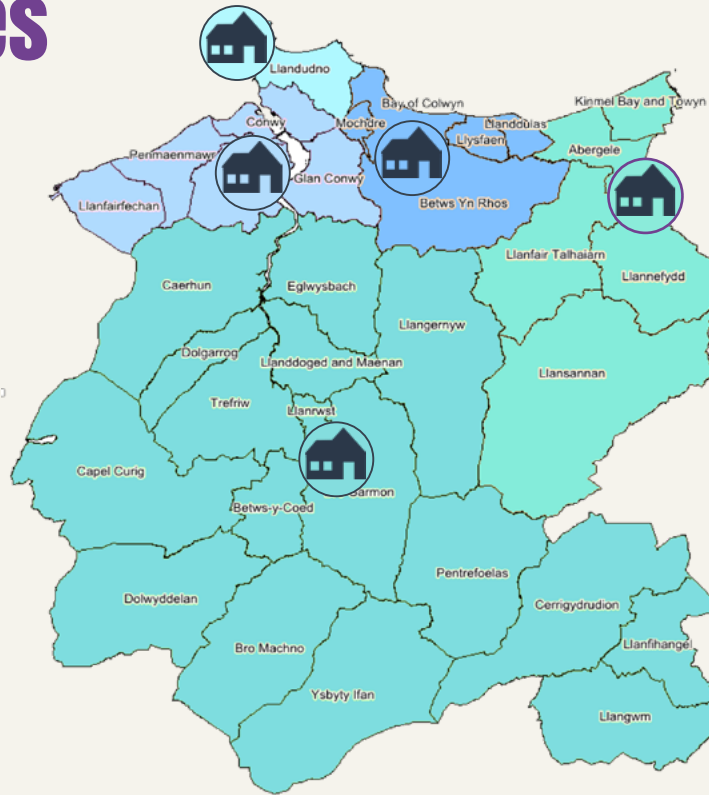 es
Llandudno
Kinmel Bay and Towyn
Bay of Colwyn
Conwy
Mochdre
Llanddulas
Llysfaen
Abergele
Penmaenmawr
Glan Conwy
Llanfairfechan
Betws Yn Rhos
Llanfair Talhaiarn
Llannefydd
Caerhun
Eglwysbach
Llangernyw
Dolgarrog
Llanddoged and Maenan
Llansannan
Trefriw
Llanrwst
Capel Curig
Garmon
Betws-y-Coed
Pentrefoelas
Dolwyddelan
Cerrigydrudion
Bro Machno
Llanfihangel
Ysbyty Ifan
Llangwm